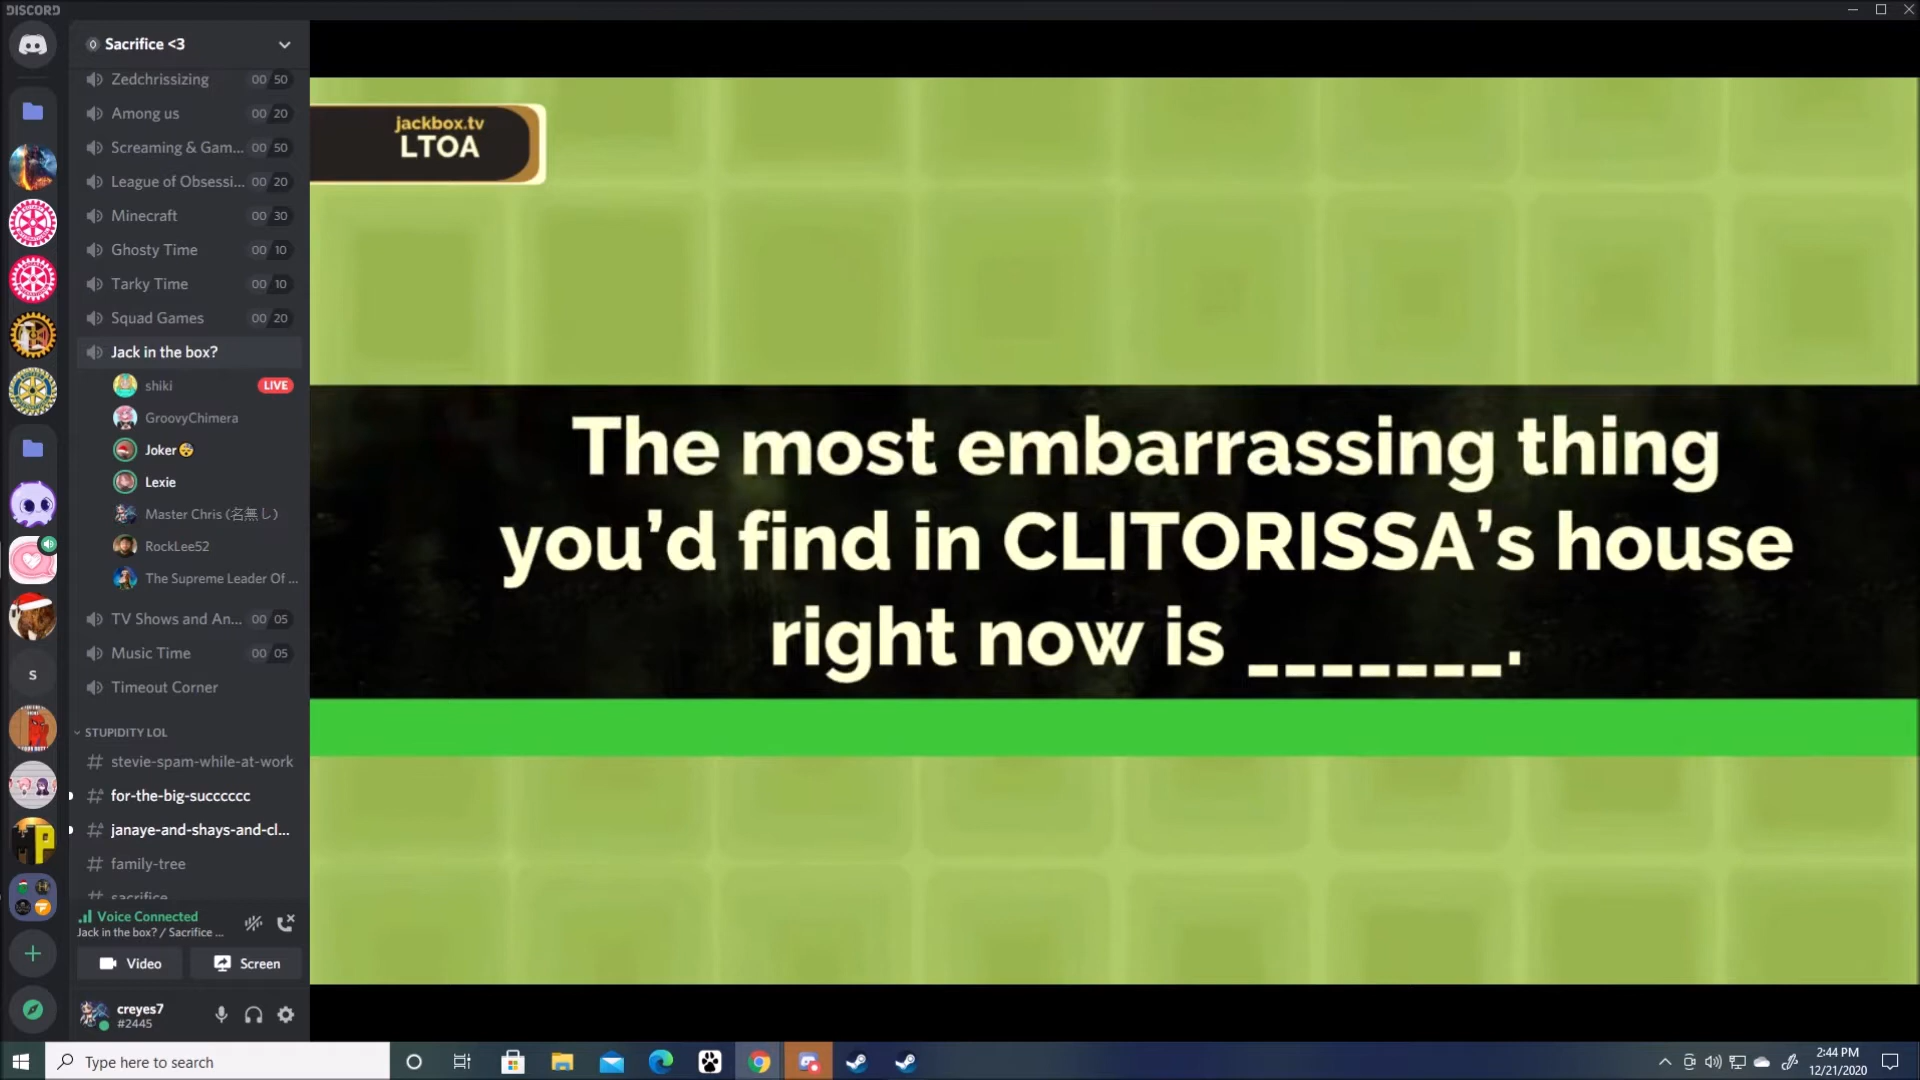 DISCORD
Sacrifice <3
Zedchrissizing 00 50
Among us 00 20
Screaming & Gam... 00 50
League of Obsessi... 00 20
Minecraft 00 30
Ghosty Time 00 10
Tarky Time 00 10
Squad Games 00 20
Jack in the box?
shiki LIVE
GroovyChimera
Joker
Lexie
Master Chris (名無し)
RockLee52
The Supreme Leader Of ...
TV Shows and An... 00 05
Music Time 00 05
Timeout Corner
S
STUPIDITY LOL
# stevie-spam-while-at-work
# for-the-big-succcccc
# janaye-and-shays-and-cl...
# family-tree
# sacrifice
Voice Connected
Jack in the box? / Sacrifice ...
Video Screen
creyes7
#2445
jackbox.tv
LTOA
The most embarrassing thing
you’d find in CLITORISSA’s house
right now is _______.
Type here to search
2:44 PM
12/21/2020